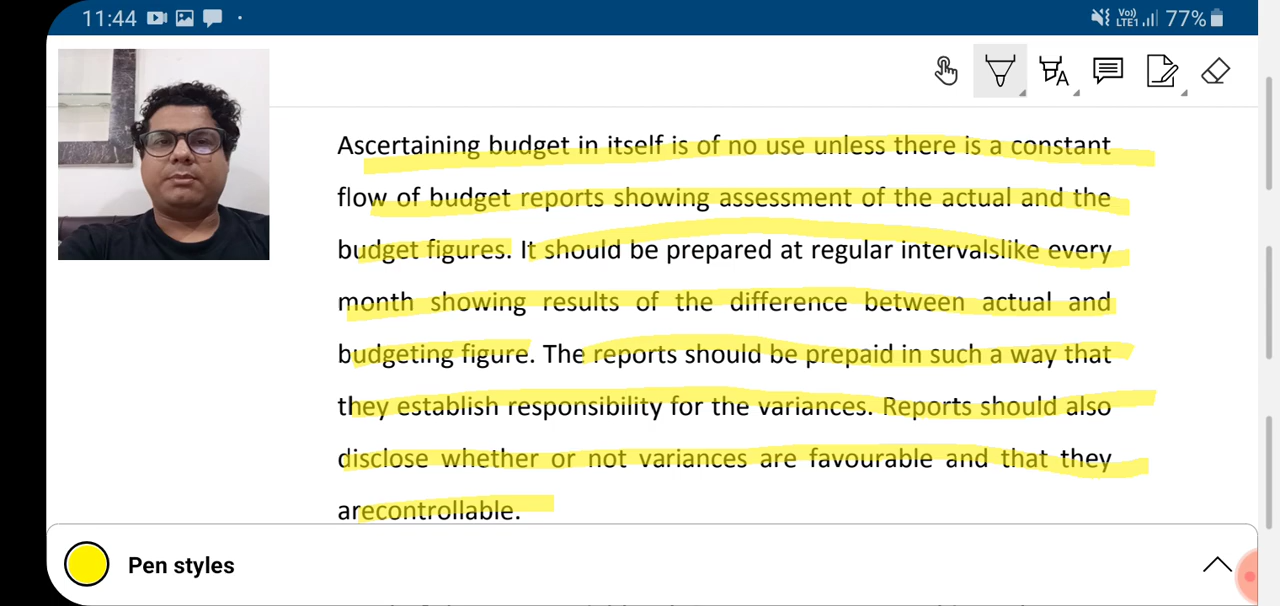 11:44
Vo))
LTE1
77%
A
Ascertaining budget in itself is of no use unless there is a constant
flow of budget reports showing assessment of the actual and the
budget figures. It should be prepared at regular intervalslike every
month showing results of the difference between actual and
budgeting figure. The reports should be prepaid in such a way that
they establish responsibility for the variances. Reports should also
disclose whether or not variances are favourable and that they
arecontrollable.
Pen styles